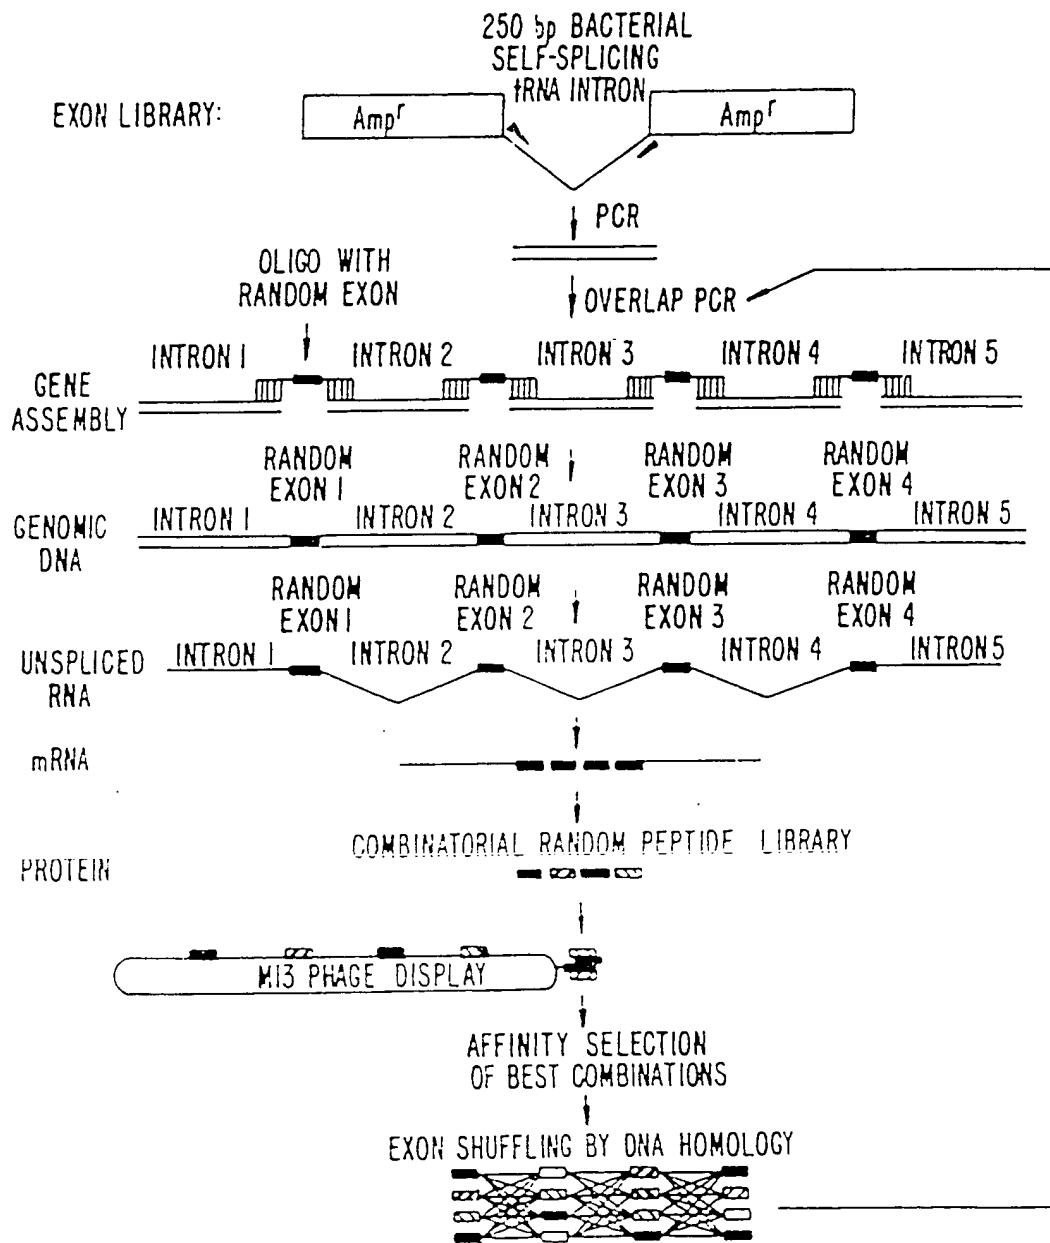 250 bp BACTERIAL
SELF-SPLICING
tRNA INTRON
EXON LIBRARY:
Ampʳ
Ampʳ
PCR
OLIGO WITH
RANDOM EXON
OVERLAP PCR
INTRON 1
INTRON 2
INTRON 3
INTRON 4
INTRON 5
GENE
ASSEMBLY
RANDOM
EXON 1
RANDOM
EXON 2
RANDOM
EXON 3
RANDOM
EXON 4
INTRON 1
INTRON 2
INTRON 3
INTRON 4
INTRON 5
GENOMIC
DNA
RANDOM
EXON 1
RANDOM
EXON 2
RANDOM
EXON 3
RANDOM
EXON 4
UNSPLICED
RNA
INTRON 1
INTRON 2
INTRON 3
INTRON 4
INTRON 5
mRNA
COMBINATORIAL RANDOM PEPTIDE LIBRARY
PROTEIN
M13 PHAGE DISPLAY
AFFINITY SELECTION
OF BEST COMBINATIONS
EXON SHUFFLING BY DNA HOMOLOGY